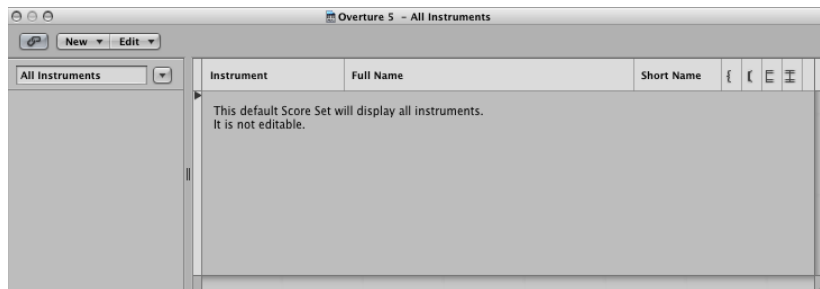 Overture 5 – All Instruments
New Edit
All Instruments
Instrument Full Name Short Name
This default Score Set will display all instruments.
It is not editable.